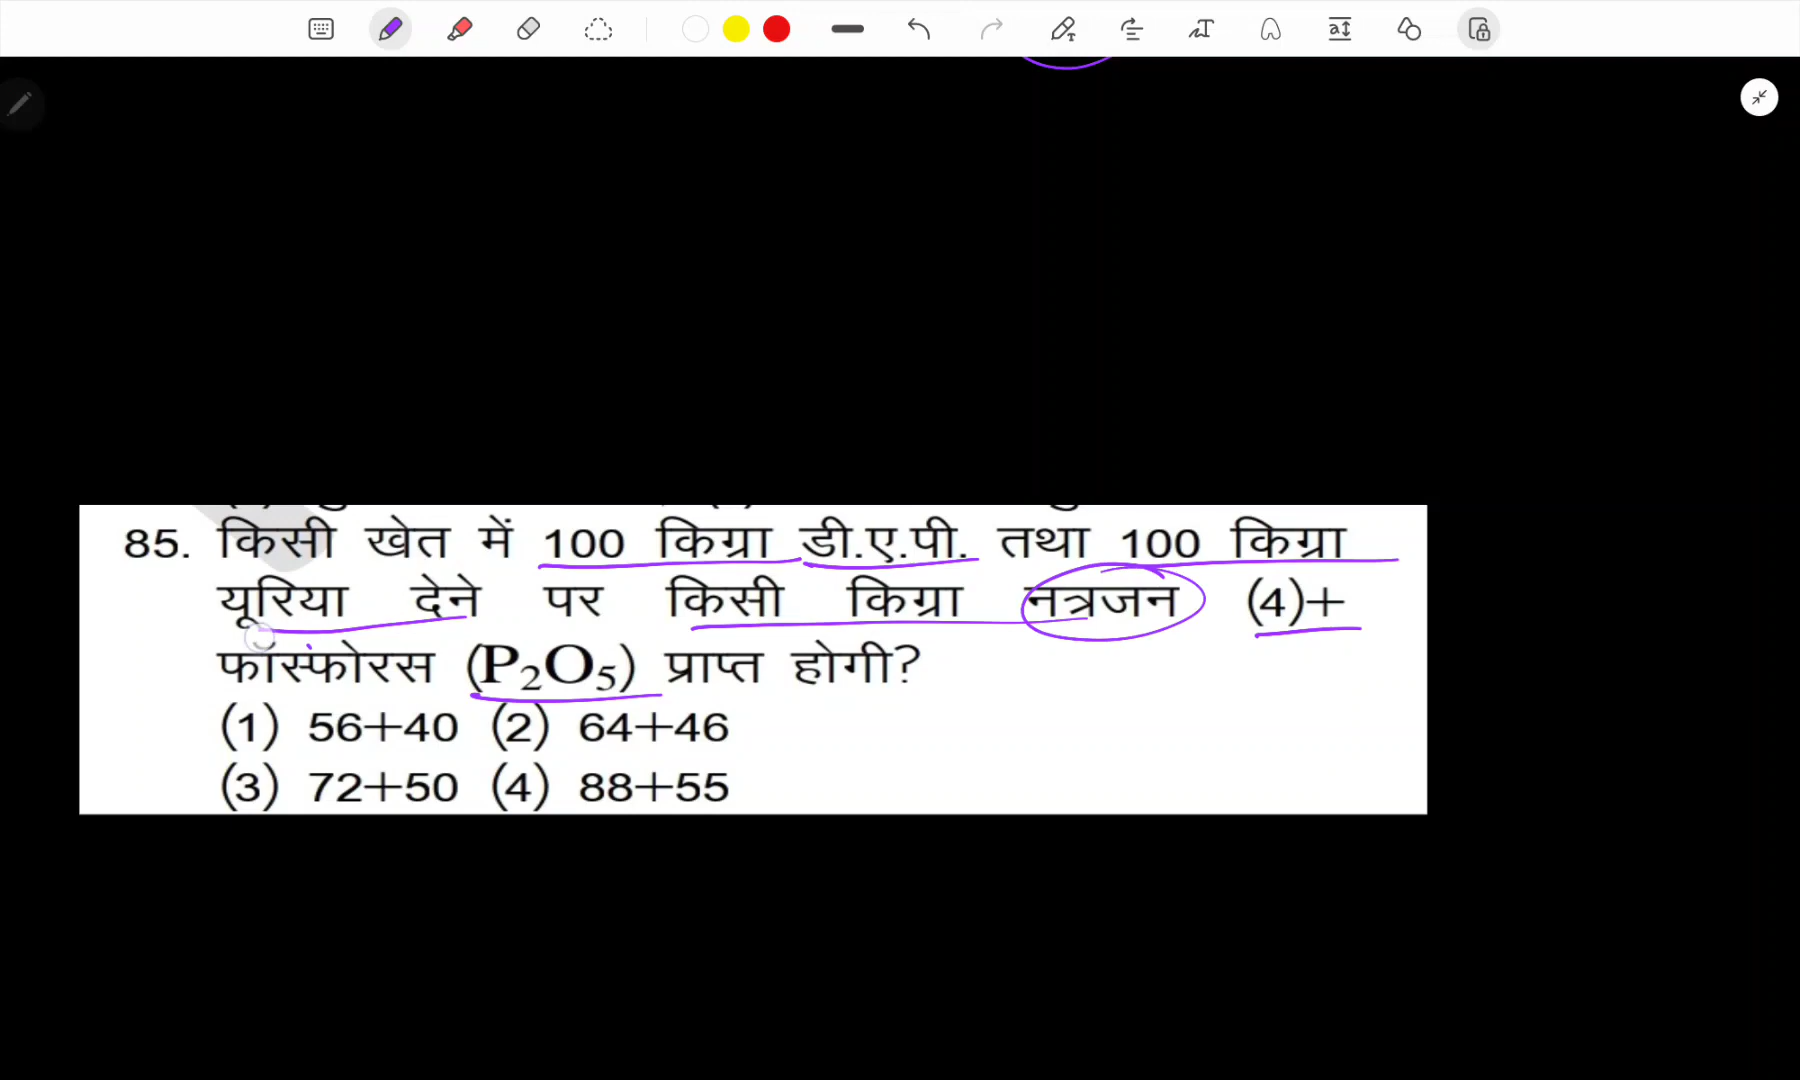 85. किसी खेत में 100 किग्रा डी.ए.पी. तथा 100 किग्रा
यूरिया देने पर किसी किग्रा नत्रजन (4)+
फॉस्फोरस (P₂O₅) प्राप्त होगी?
(1) 56+40 (2) 64+46
(3) 72+50 (4) 88+55